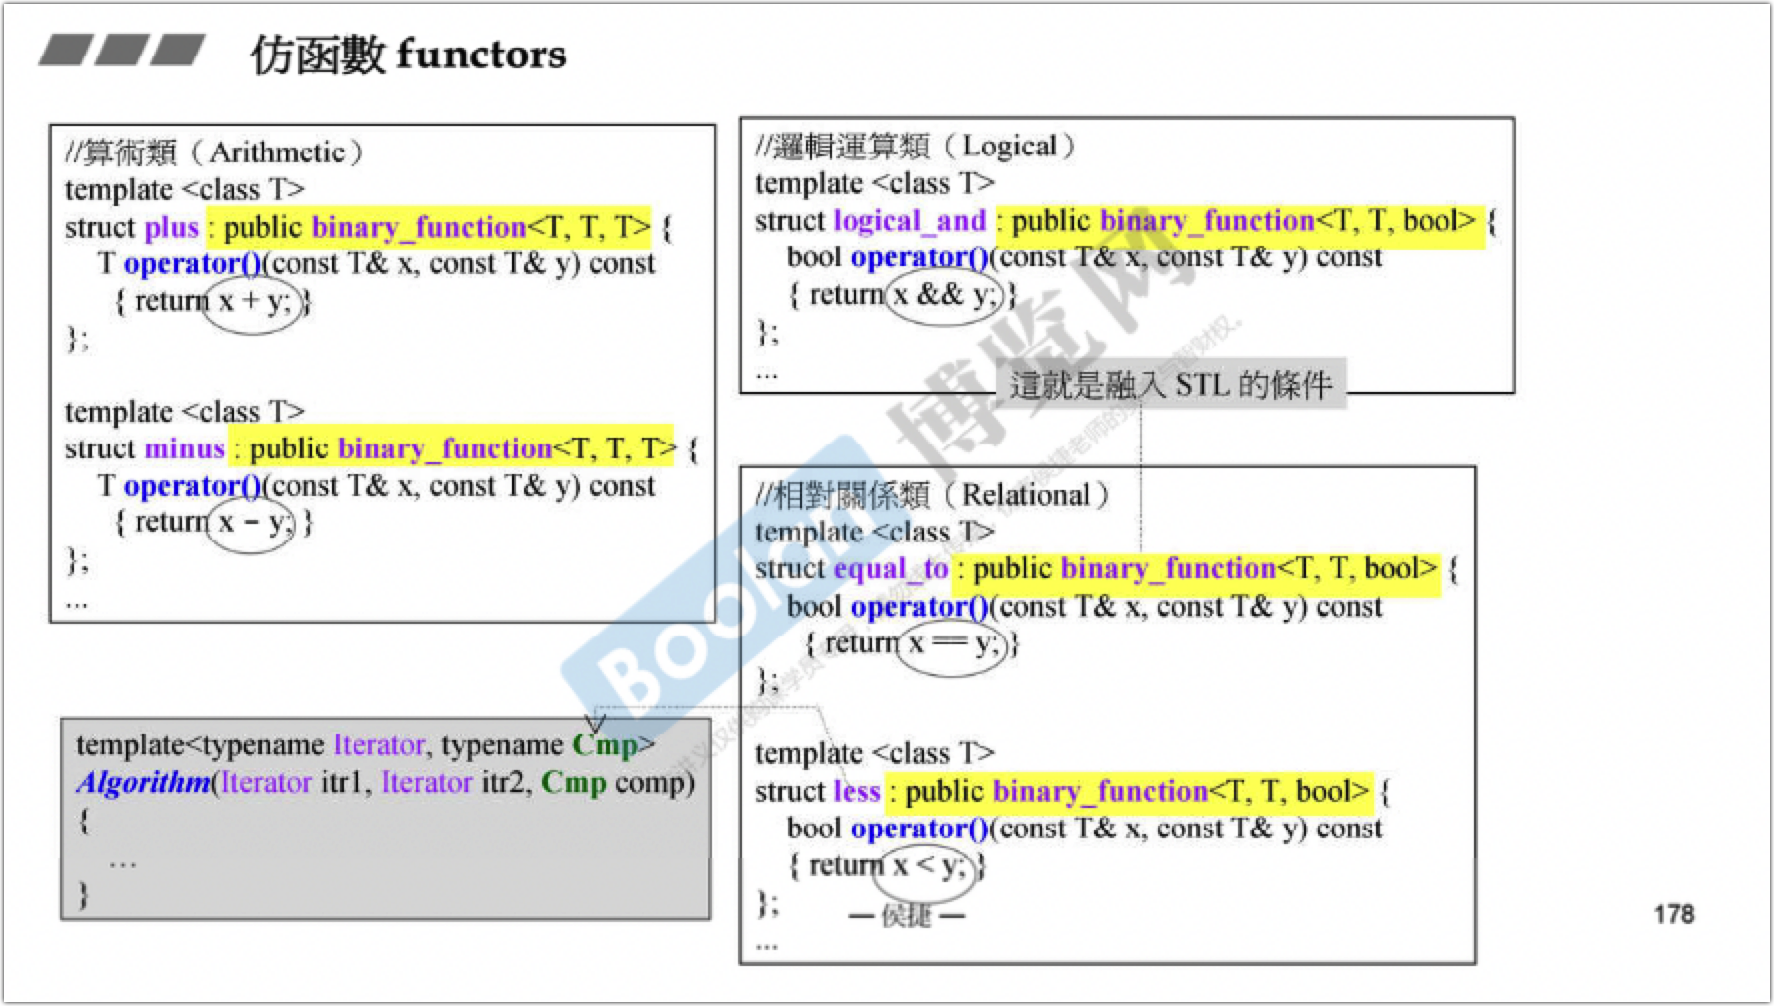 仿函數 functors
//算術類（Arithmetic）
template <class T>
struct plus : public binary_function<T, T, T> {
T operator()(const T& x, const T& y) const
{ return x + y; }
};
template <class T>
struct minus : public binary_function<T, T, T> {
T operator()(const T& x, const T& y) const
{ return x - y; }
};
...
//邏輯運算類（Logical）
template <class T>
struct logical_and : public binary_function<T, T, bool> {
bool operator()(const T& x, const T& y) const
{ return x && y; }
};
...
這就是融入 STL 的條件
//相對關係類（Relational）
template <class T>
struct equal_to : public binary_function<T, T, bool> {
bool operator()(const T& x, const T& y) const
{ return x == y; }
};
template <class T>
struct less : public binary_function<T, T, bool> {
bool operator()(const T& x, const T& y) const
{ return x < y; }
};
...
template<typename Iterator, typename Cmp>
Algorithm(Iterator itr1, Iterator itr2, Cmp comp)
{
...
}
— 侯捷 —
178
Boolan
博览网